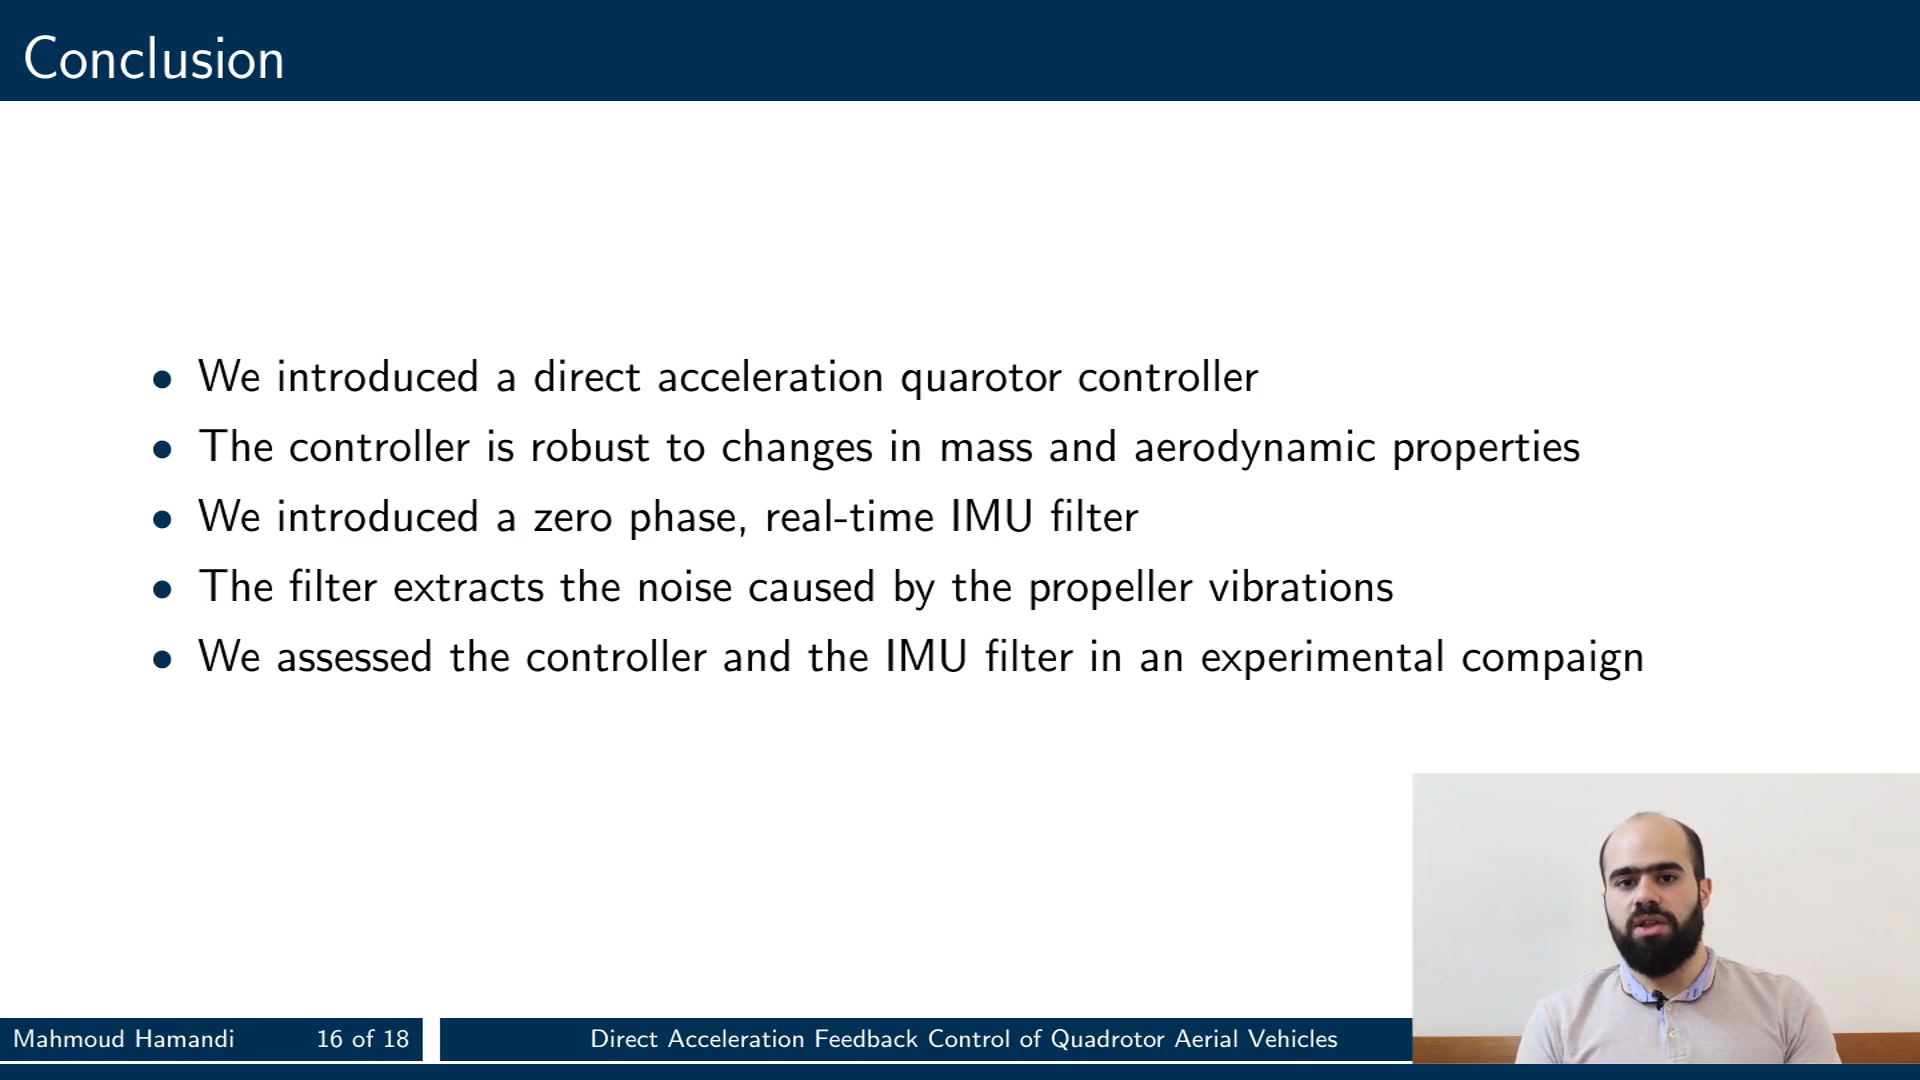 Conclusion
• We introduced a direct acceleration quarotor controller
• The controller is robust to changes in mass and aerodynamic properties
• We introduced a zero phase, real-time IMU filter
• The filter extracts the noise caused by the propeller vibrations
• We assessed the controller and the IMU filter in an experimental compaign
Mahmoud Hamandi 16 of 18 Direct Acceleration Feedback Control of Quadrotor Aerial Vehicles